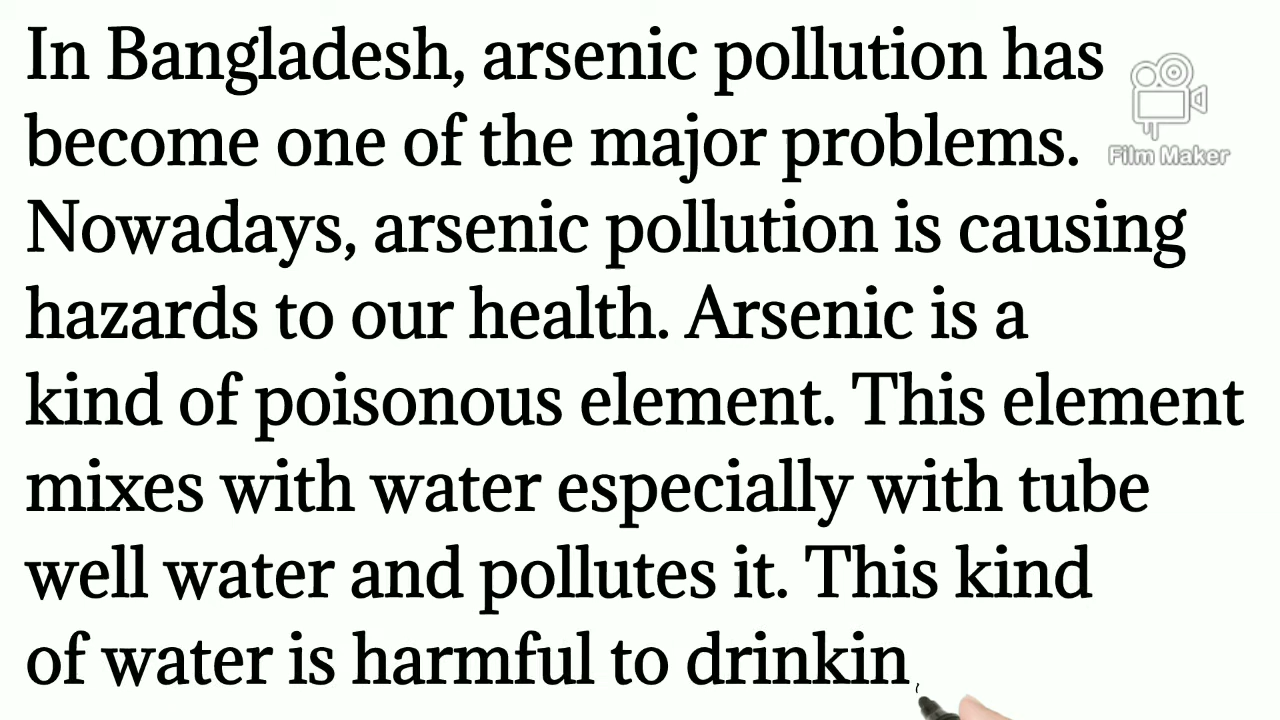 In Bangladesh, arsenic pollution has
become one of the major problems.
Film Maker
Nowadays, arsenic pollution is causing
hazards to our health. Arsenic is a
kind of poisonous element. This element
mixes with water especially with tube
well water and pollutes it. This kind
of water is harmful to drinkin